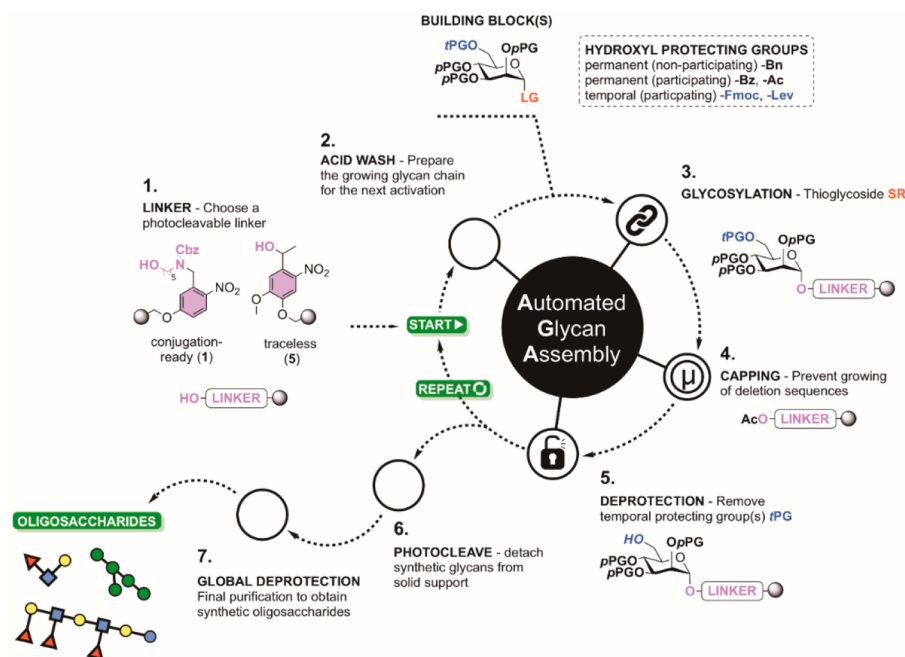 BUILDING BLOCK(S)
tPGO
OpPG
pPGO
pPGO
LG
HYDROXYL PROTECTING GROUPS
permanent (non-participating) -Bn
permanent (participating) -Bz, -Ac
temporal (particpating) -Fmoc, -Lev
2.
ACID WASH - Prepare
the growing glycan chain
for the next activation
1.
LINKER - Choose a
photocleavable linker
Cbz
HO
N
5
NO2
O
HO
NO2
O
O
conjugation-
ready (1)
traceless
(5)
HO LINKER
START
REPEAT
Automated
Glycan
Assembly
3.
GLYCOSYLATION - Thioglycoside SR
tPGO
OpPG
pPGO
pPGO
O LINKER
4.
CAPPING - Prevent growing
of deletion sequences
AcO LINKER
μ
5.
DEPROTECTION - Remove
temporal protecting group(s) tPG
HO
OpPG
pPGO
pPGO
O LINKER
6.
PHOTOCLEAVE - detach
synthetic glycans from
solid support
7.
GLOBAL DEPROTECTION
Final purification to obtain
synthetic oligosaccharides
OLIGOSACCHARIDES